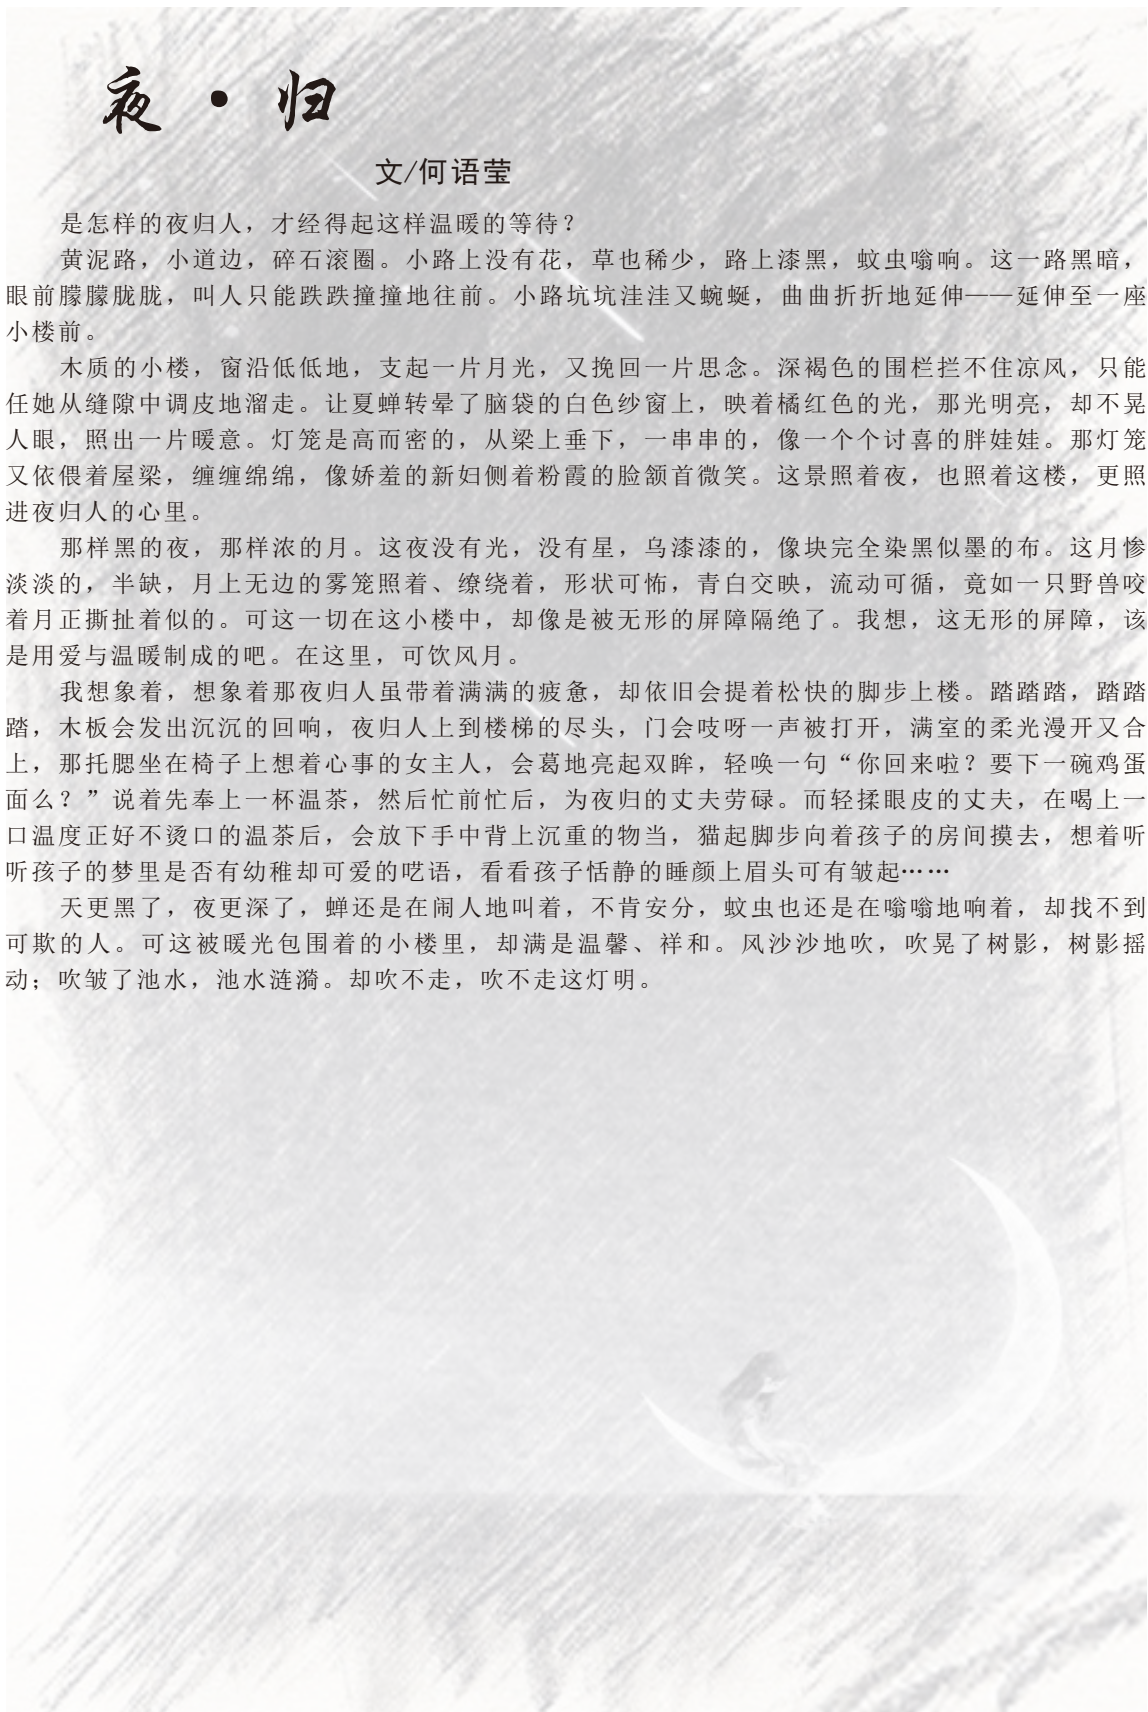 夜·归
文/何语莹
是怎样的夜归人，才经得起这样温暖的等待？
黄泥路，小道边，碎石滚圈。小路上没有花，草也稀少，路上漆黑，蚊虫嗡响。这一路黑暗，
眼前朦朦胧胧，叫人只能跌跌撞撞地往前。小路坑坑洼洼又蜿蜒，曲曲折折地延伸——延伸至一座
小楼前。
木质的小楼，窗沿低低地，支起一片月光，又挽回一片思念。深褐色的围栏拦不住凉风，只能
任她从缝隙中调皮地溜走。让夏蝉转晕了脑袋的白色纱窗上，映着橘红色的光，那光明亮，却不晃
人眼，照出一片暖意。灯笼是高而密的，从梁上垂下，一串串的，像一个个讨喜的胖娃娃。那灯笼
又依偎着屋梁，缠缠绵绵，像娇羞的新妇侧着粉霞的脸颔首微笑。这景照着夜，也照着这楼，更照
进夜归人的心里。
那样黑的夜，那样浓的月。这夜没有光，没有星，乌漆漆的，像块完全染黑似墨的布。这月惨
淡淡的，半缺，月上无边的雾笼照着、缭绕着，形状可怖，青白交映，流动可循，竟如一只野兽咬
着月正撕扯着似的。可这一切在这小楼中，却像是被无形的屏障隔绝了。我想，这无形的屏障，该
是用爱与温暖制成的吧。在这里，可饮风月。
我想象着，想象着那夜归人虽带着满满的疲惫，却依旧会提着松快的脚步上楼。踏踏踏，踏踏
踏，木板会发出沉沉的回响，夜归人上到楼梯的尽头，门会吱呀一声被打开，满室的柔光漫开又合
上，那托腮坐在椅子上想着心事的女主人，会蓦地亮起双眸，轻唤一句“你回来啦？要下一碗鸡蛋
面么？”说着先奉上一杯温茶，然后忙前忙后，为夜归的丈夫劳碌。而轻揉眼皮的丈夫，在喝上一
口温度正好不烫口的温茶后，会放下手中背上沉重的物当，猫起脚步向着孩子的房间摸去，想着听
听孩子的梦里是否有幼稚却可爱的呓语，看看孩子恬静的睡颜上眉头可有皱起……
天更黑了，夜更深了，蝉还是在闹人地叫着，不肯安分，蚊虫也还是在嗡嗡地响着，却找不到
可欺的人。可这被暖光包围着的小楼里，却满是温馨、祥和。风沙沙地吹，吹晃了树影，树影摇
动；吹皱了池水，池水涟漪。却吹不走，吹不走这灯明。